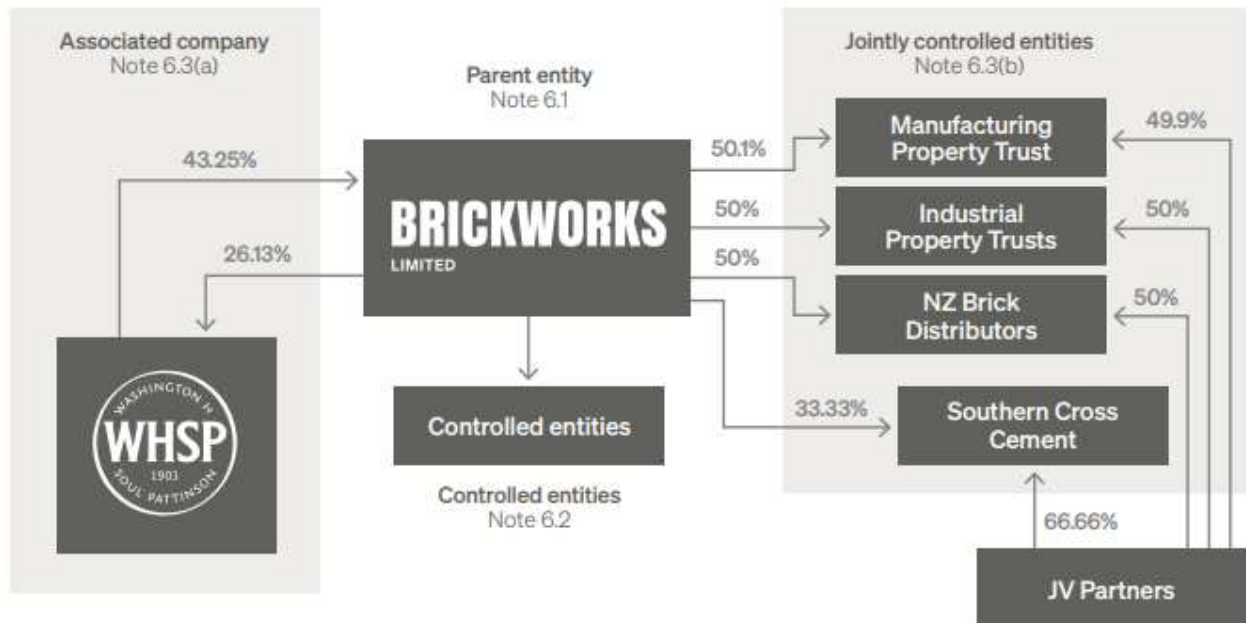 Associated company
Note 6.3(a)
Parent entity
Note 6.1
Jointly controlled entities
Note 6.3(b)
43.25%
26.13%
BRICKWORKS
LIMITED
50.1%
50%
50%
33.33%
Manufacturing
Property Trust
49.9%
Industrial
Property Trusts
50%
NZ Brick
Distributors
50%
Southern Cross
Cement
WASHINGTON H
WHSP
1903
SOUL PATTINSON
Controlled entities
Controlled entities
Note 6.2
66.66%
JV Partners